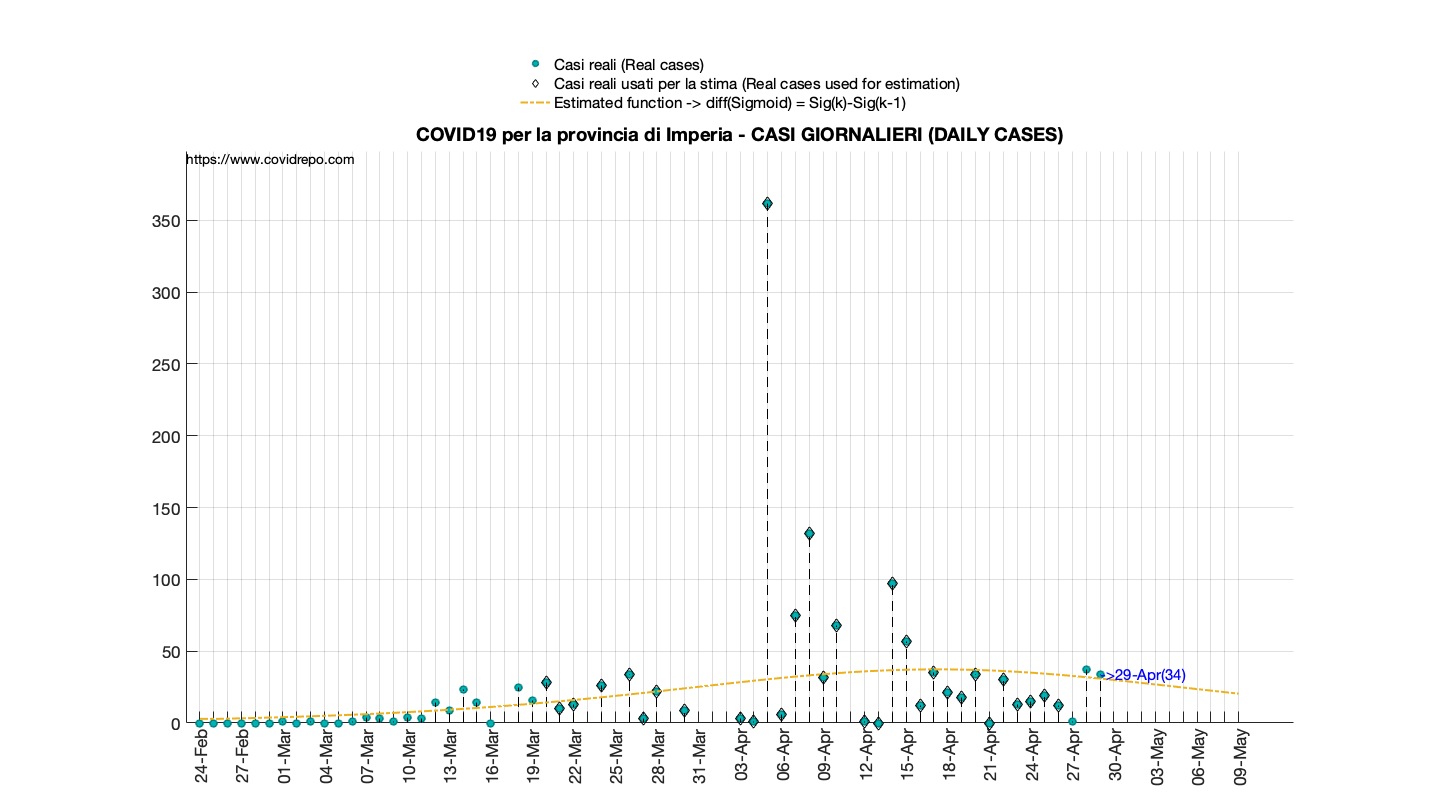 Casi reali (Real cases)
Casi reali usati per la stima (Real cases used for estimation)
Estimated function -> diff(Sigmoid) = Sig(k)-Sig(k-1)
COVID19 per la provincia di Imperia - CASI GIORNALIERI (DAILY CASES)
https://www.covidrepo.com
350
300
250
200
150
100
50
0
->29-Apr(34)
24-Feb
27-Feb
01-Mar
04-Mar
07-Mar
10-Mar
13-Mar
16-Mar
19-Mar
22-Mar
25-Mar
28-Mar
31-Mar
03-Apr
06-Apr
09-Apr
12-Apr
15-Apr
18-Apr
21-Apr
24-Apr
27-Apr
30-Apr
03-May
06-May
09-May